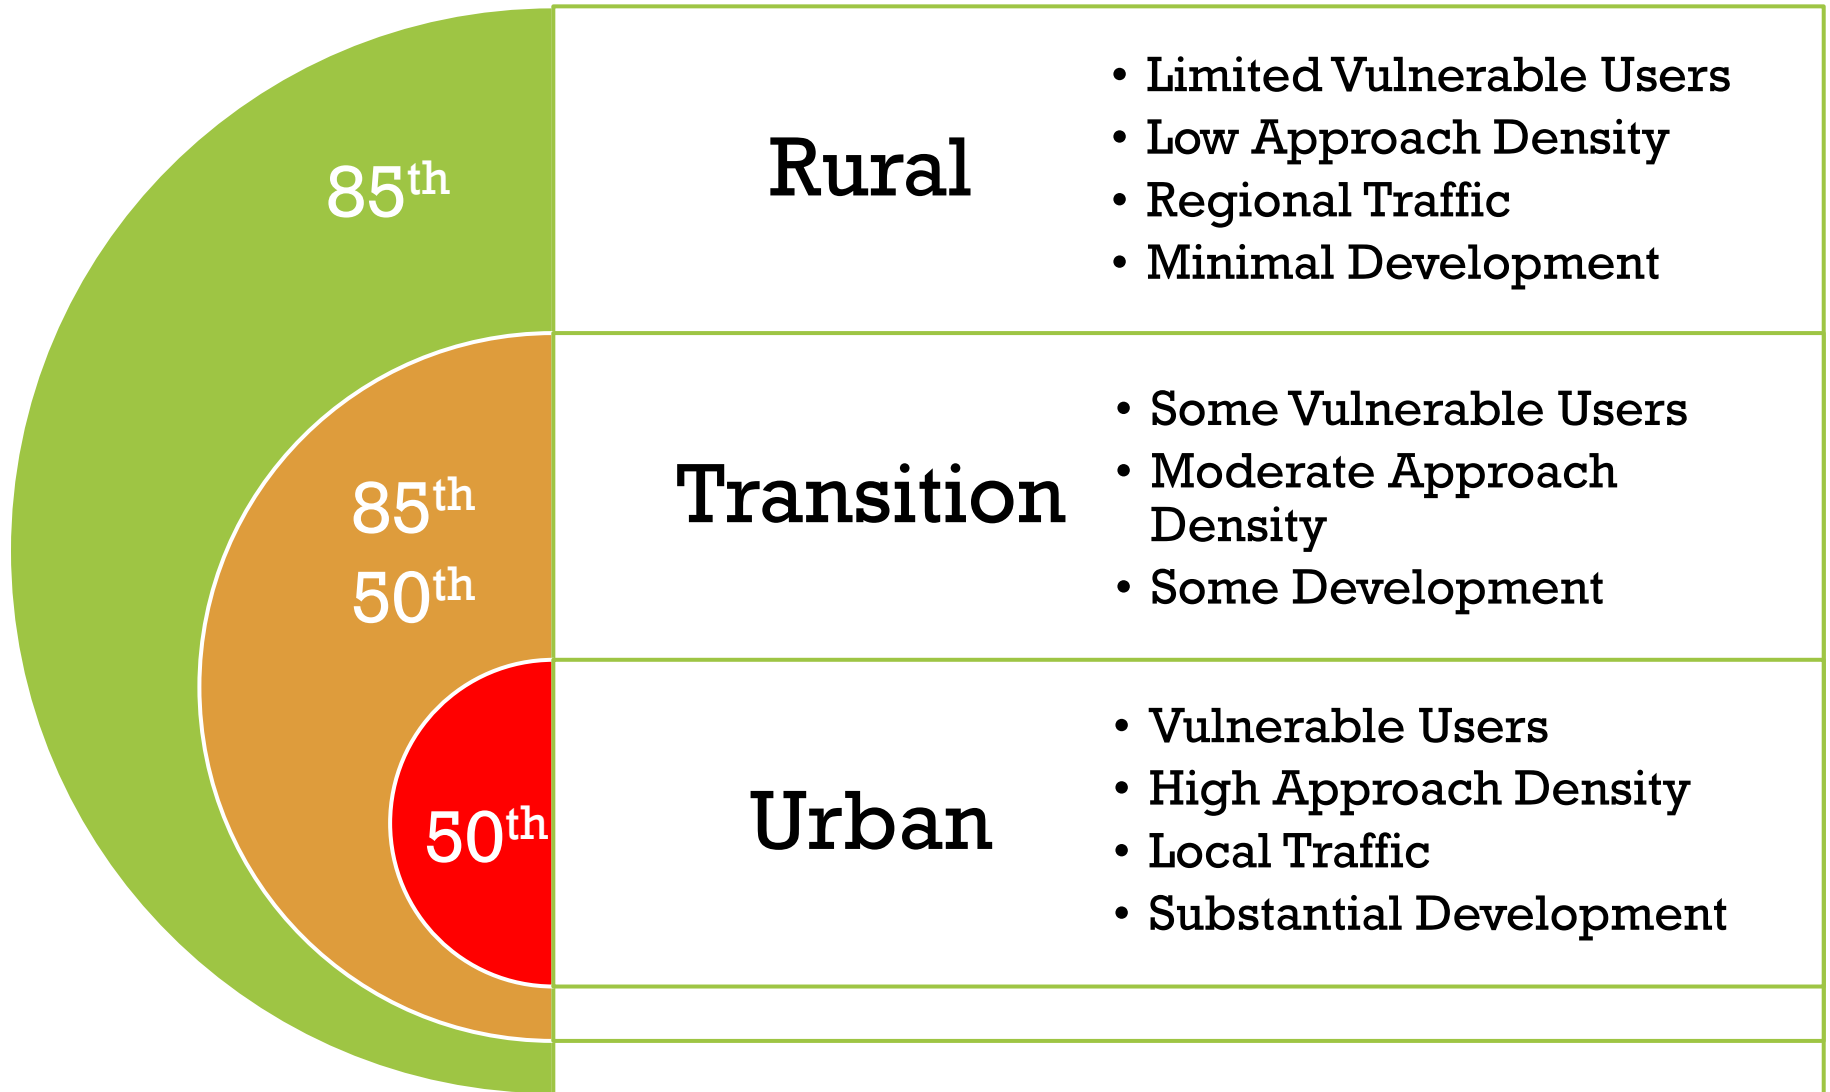 85th
Rural
• Limited Vulnerable Users
• Low Approach Density
• Regional Traffic
• Minimal Development
85th
50th
Transition
• Some Vulnerable Users
• Moderate Approach
Density
• Some Development
50th
Urban
• Vulnerable Users
• High Approach Density
• Local Traffic
• Substantial Development